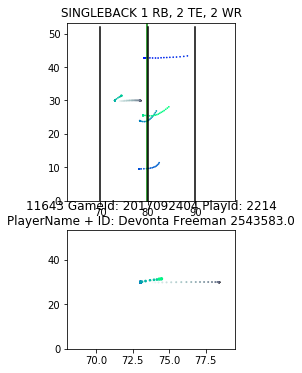 SINGLEBACK 1 RB, 2 TE, 2 WR
50
40
30
20
10
0
70 80 90
11643 GameId: 2017092404 PlayId: 2214
PlayerName + ID: Devonta Freeman 2543583.0
40
20
0
70.0 72.5 75.0 77.5